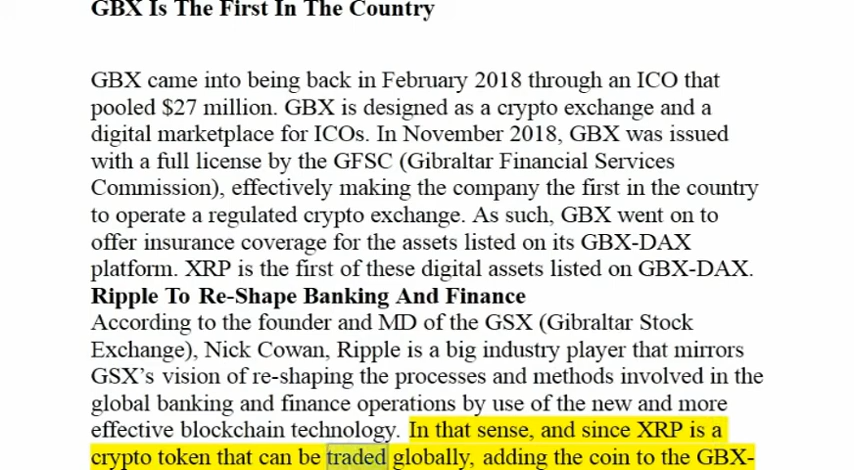 GBX Is The First In The Country
GBX came into being back in February 2018 through an ICO that
pooled $27 million. GBX is designed as a crypto exchange and a
digital marketplace for ICOs. In November 2018, GBX was issued
with a full license by the GFSC (Gibraltar Financial Services
Commission), effectively making the company the first in the country
to operate a regulated crypto exchange. As such, GBX went on to
offer insurance coverage for the assets listed on its GBX-DAX
platform. XRP is the first of these digital assets listed on GBX-DAX.
Ripple To Re-Shape Banking And Finance
According to the founder and MD of the GSX (Gibraltar Stock
Exchange), Nick Cowan, Ripple is a big industry player that mirrors
GSX’s vision of re-shaping the processes and methods involved in the
global banking and finance operations by use of the new and more
effective blockchain technology. In that sense, and since XRP is a
crypto token that can be traded globally, adding the coin to the GBX-